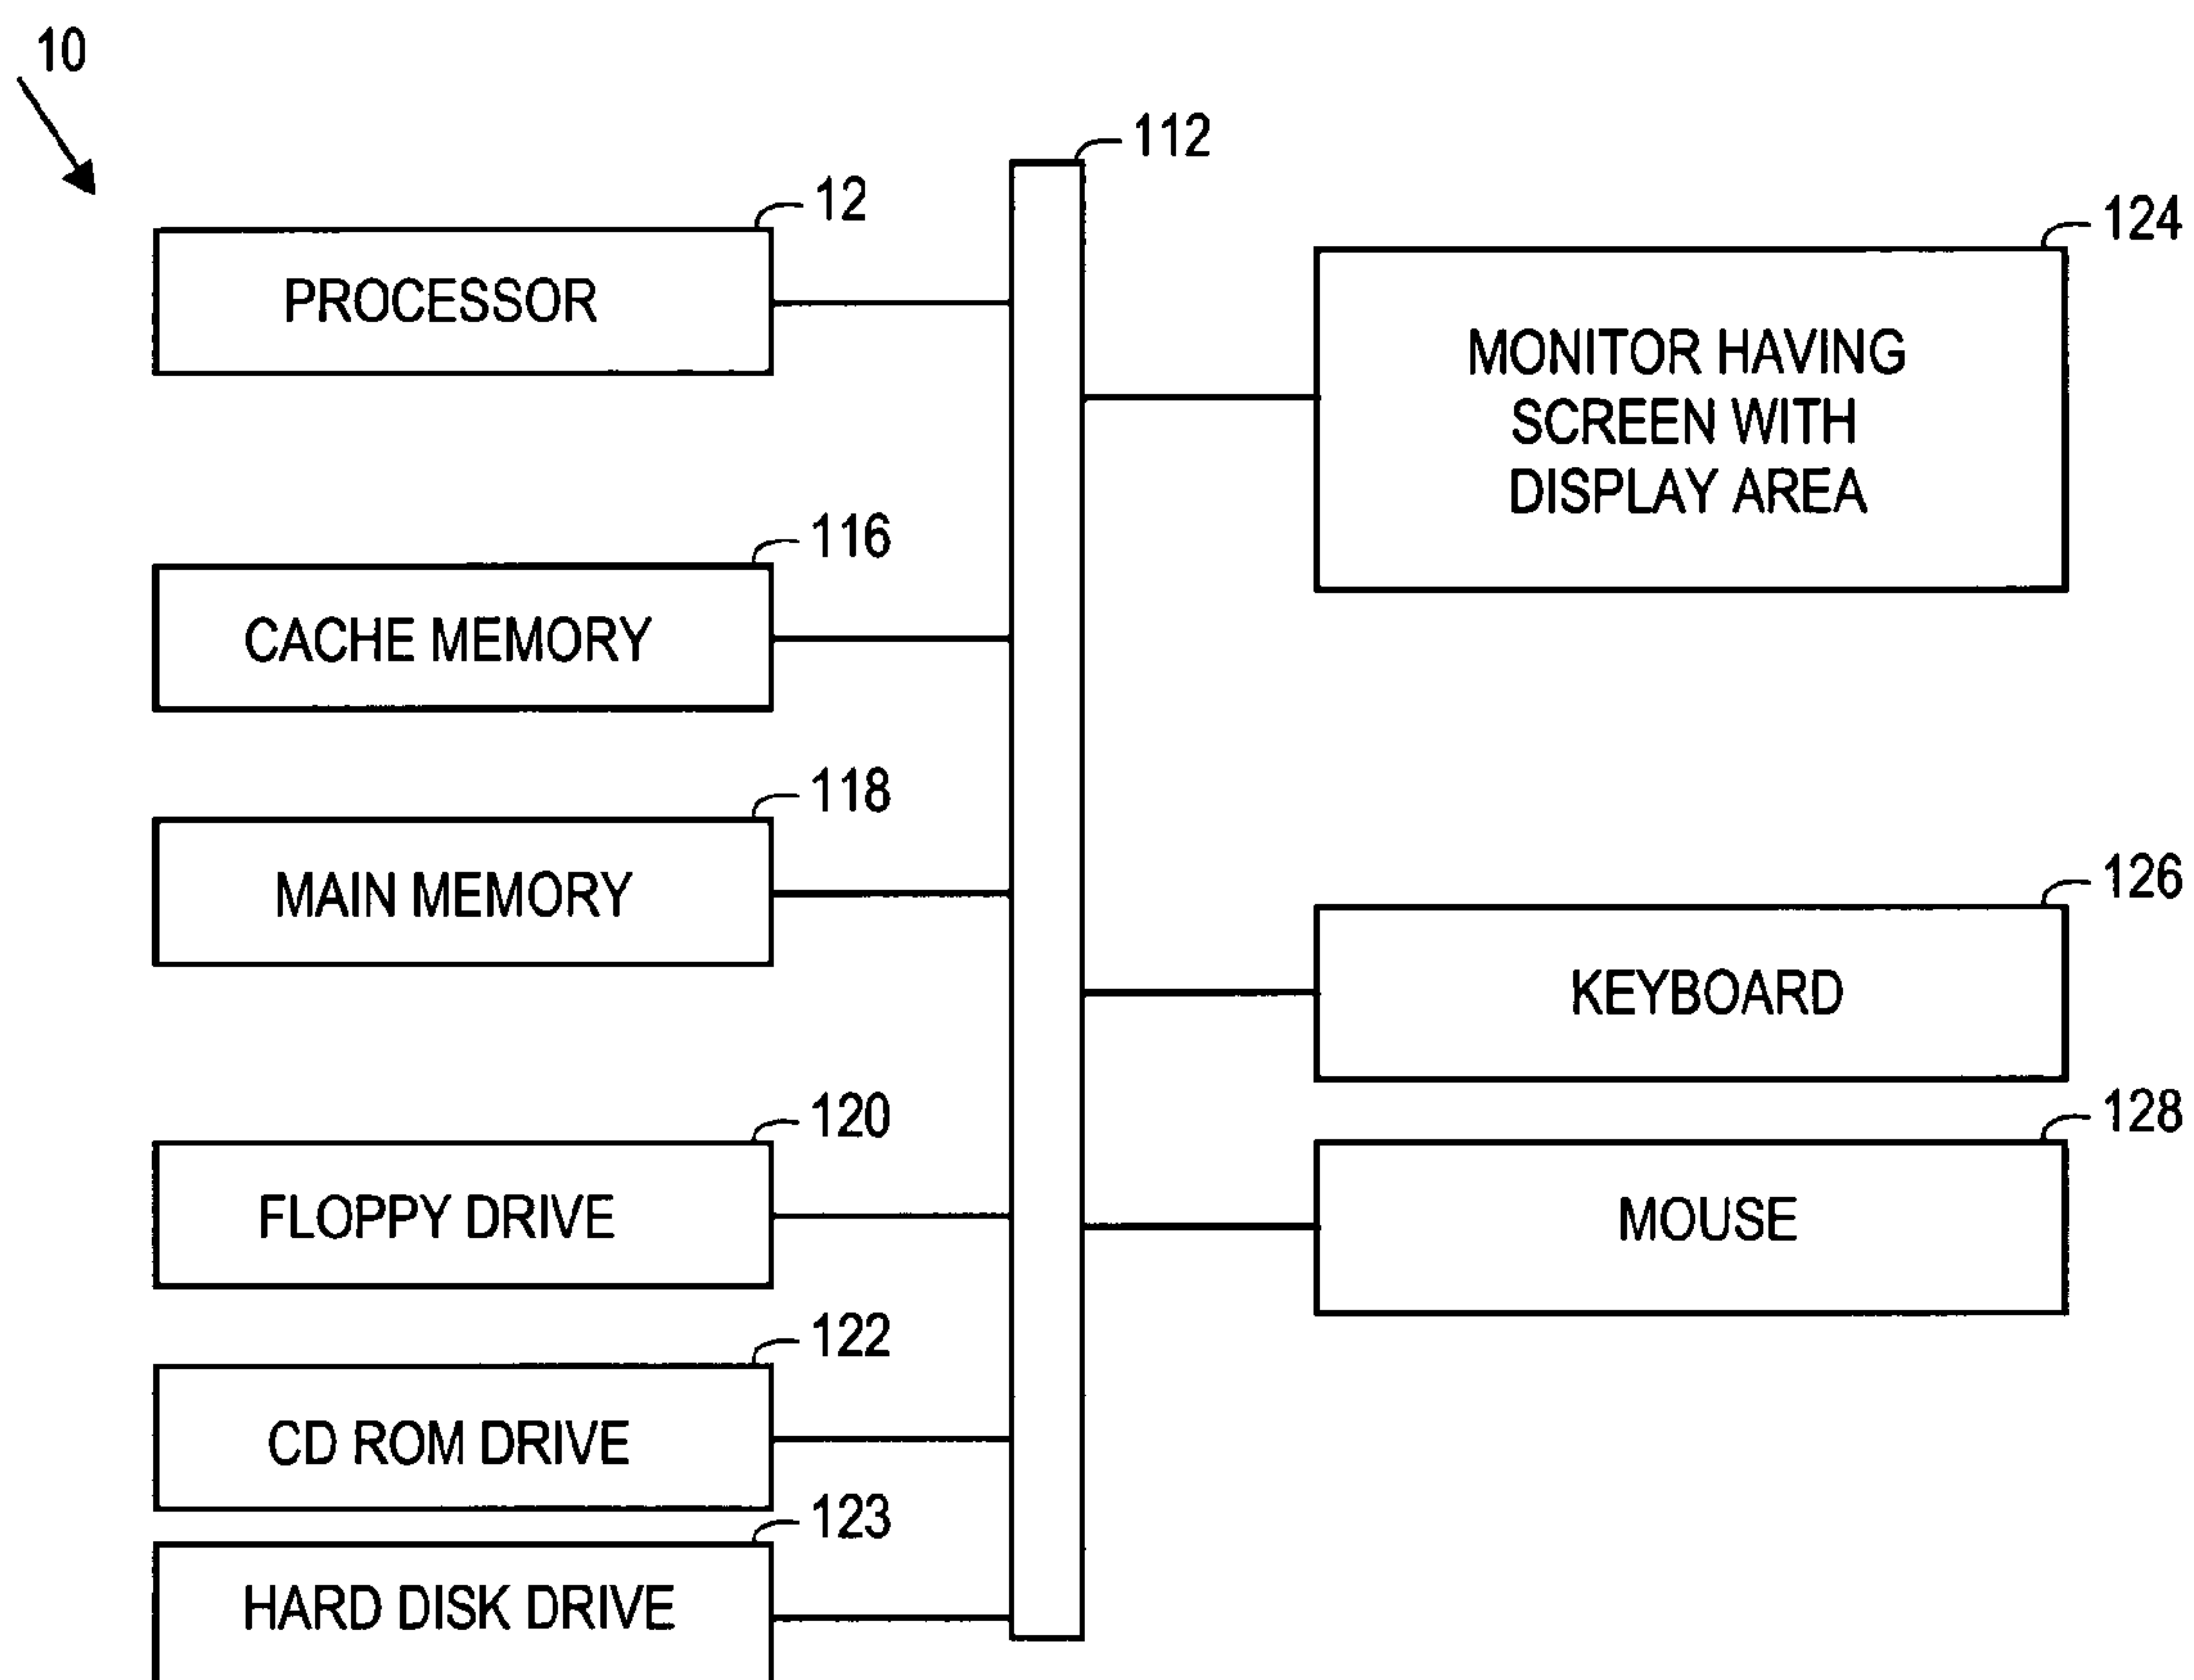 10
112
12
PROCESSOR
124
MONITOR HAVING
SCREEN WITH
DISPLAY AREA
116
CACHE MEMORY
118
MAIN MEMORY
126
KEYBOARD
120
FLOPPY DRIVE
128
MOUSE
122
CD ROM DRIVE
123
HARD DISK DRIVE